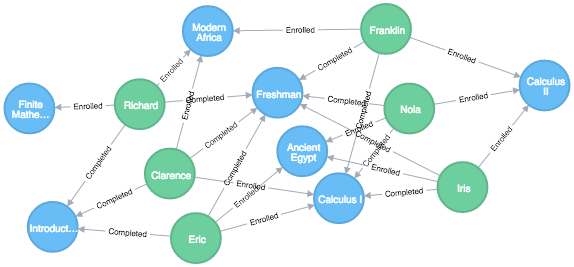 Modern
Africa
Franklin
Enrolled
Completed
Enrolled
Enrolled
Calculus
II
Finite
Mathe...
Enrolled
Richard
Completed
Freshman
Completed
Nola
Enrolled
Enrolled
Completed
Enrolled
Completed
Completed
Completed
Enrolled
Completed
Ancient
Egypt
Clarence
Completed
Enrolled
Enrolled
Iris
Completed
Enrolled
Calculus I
Completed
Completed
Introduct...
Completed
Eric
Enrolled